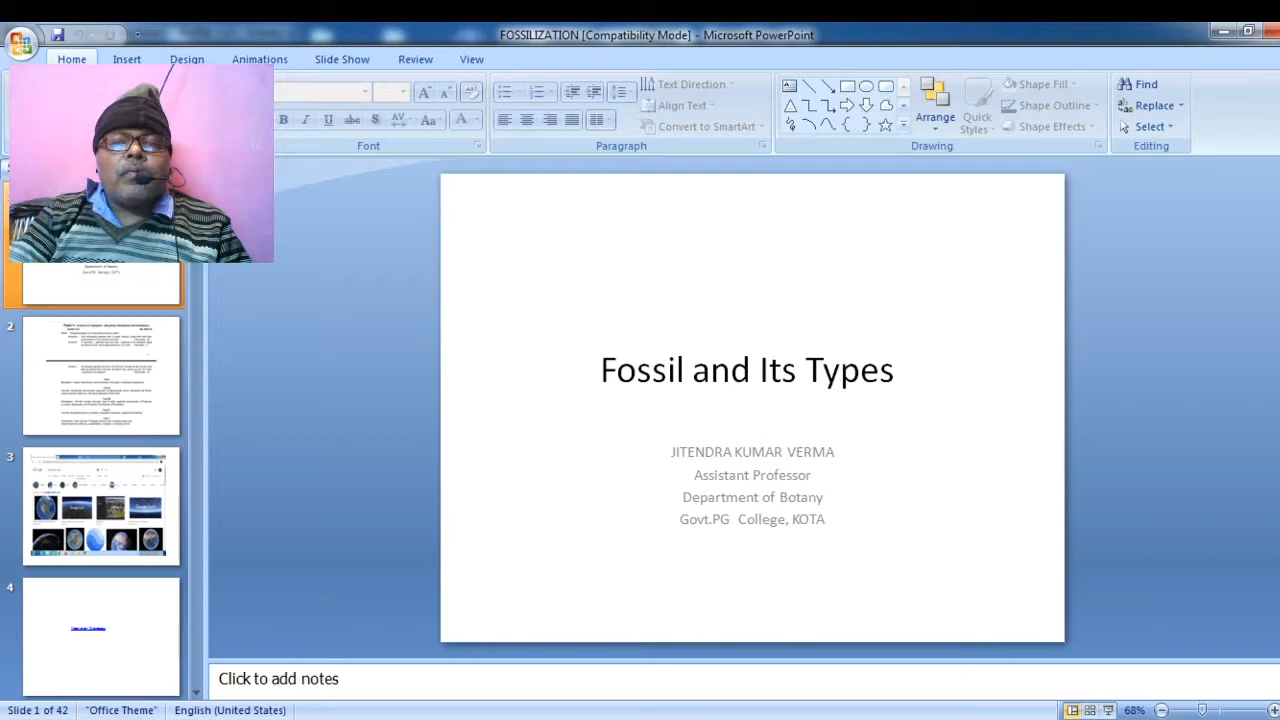 FOSSILIZATION [Compatibility Mode] - Microsoft PowerPoint
Home Insert Design Animations Slide Show Review View
Text Direction
Align Text
Convert to SmartArt
Arrange
Quick Styles
Shape Fill
Shape Outline
Shape Effects
Find
Replace
Select
Font Paragraph Drawing Editing
Fossil and Its Types
JITENDRA KUMAR VERMA
Assistant Professor
Department of Botany
Govt.PG College, KOTA
2
3
4
Click to add notes
Slide 1 of 42 "Office Theme" English (United States) 68%